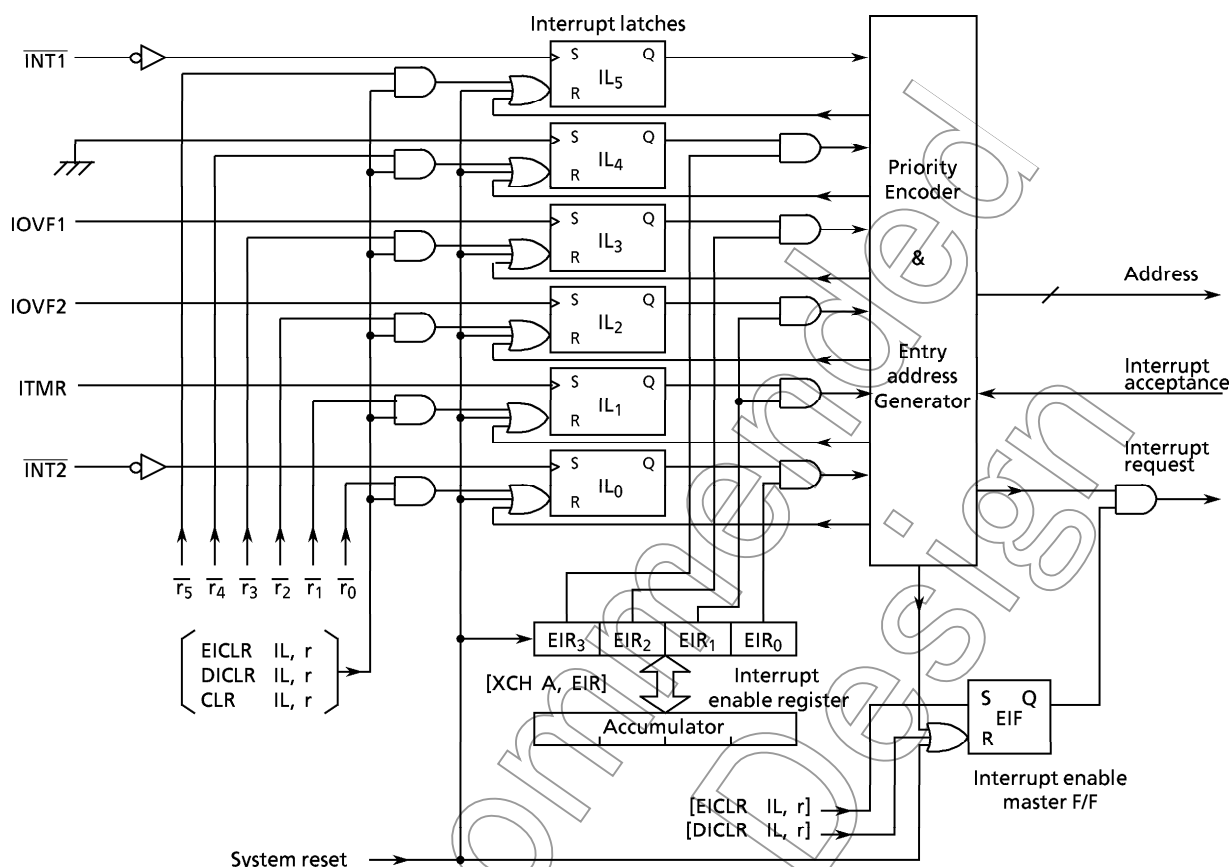 Interrupt latches
INT1
S Q
IL5
R
S Q
IL4
R
Priority
Encoder
&
Entry
address
Generator
IOVF1
S Q
IL3
R
Address
IOVF2
S Q
IL2
R
Interrupt
acceptance
ITMR
S Q
IL1
R
Interrupt
request
INT2
S Q
IL0
R
r5 r4 r3 r2 r1 r0
EICLR IL, r
DICLR IL, r
CLR IL, r
EIR3 EIR2 EIR1 EIR0
[XCH A, EIR]
Interrupt
enable register
Accumulator
S Q
EIF
R
Interrupt enable
master F/F
[EICLR IL, r]
[DICLR IL, r]
System reset
ommended
Design